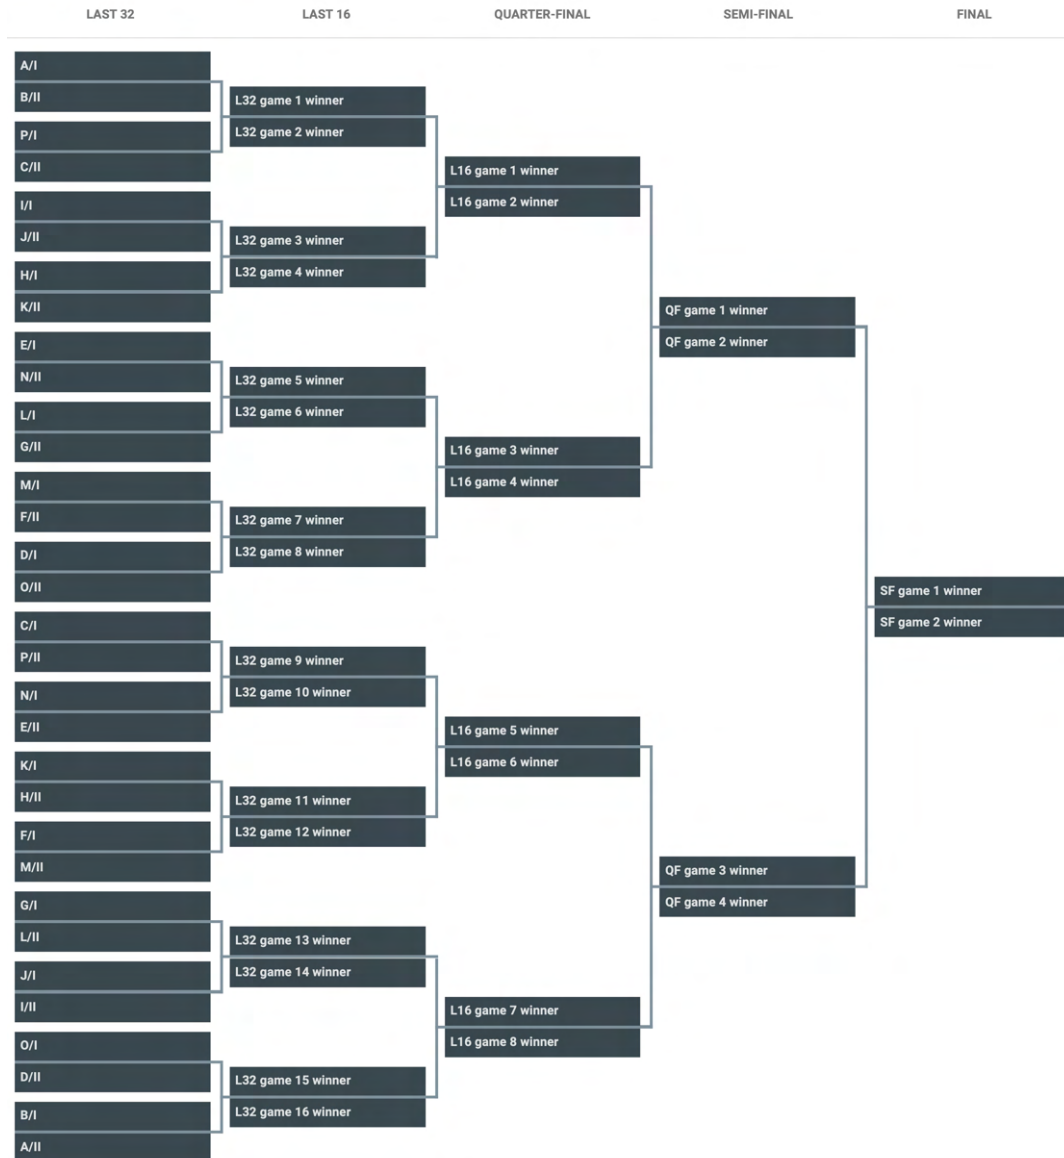 LAST 32
LAST 16
QUARTER-FINAL
SEMI-FINAL
FINAL
A/I
B/II
P/I
C/II
I/I
J/II
H/I
K/II
E/I
N/II
L/I
G/II
M/I
F/II
D/I
O/II
C/I
P/II
N/I
E/II
K/I
H/II
F/I
M/II
G/I
L/II
J/I
I/II
O/I
D/II
B/I
A/II
L32 game 1 winner
L32 game 2 winner
L32 game 3 winner
L32 game 4 winner
L32 game 5 winner
L32 game 6 winner
L32 game 7 winner
L32 game 8 winner
L32 game 9 winner
L32 game 10 winner
L32 game 11 winner
L32 game 12 winner
L32 game 13 winner
L32 game 14 winner
L32 game 15 winner
L32 game 16 winner
L16 game 1 winner
L16 game 2 winner
L16 game 3 winner
L16 game 4 winner
L16 game 5 winner
L16 game 6 winner
L16 game 7 winner
L16 game 8 winner
QF game 1 winner
QF game 2 winner
QF game 3 winner
QF game 4 winner
SF game 1 winner
SF game 2 winner